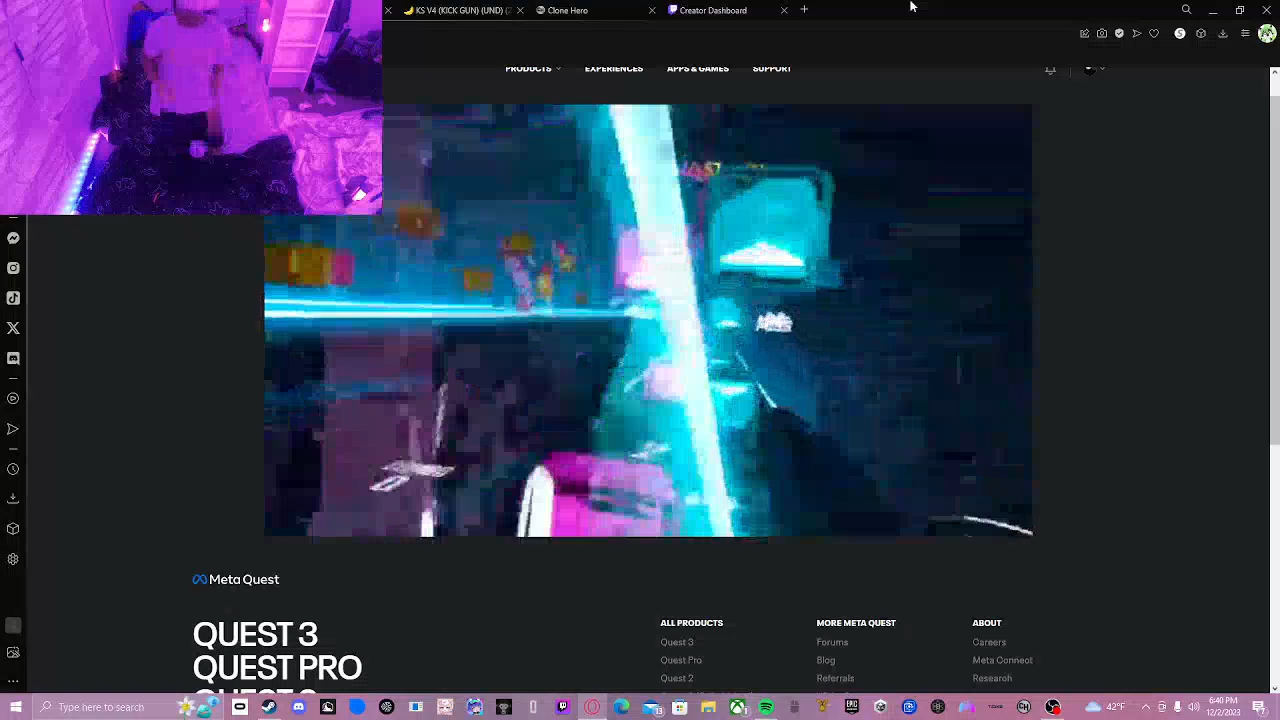 KS V4 (KICK GUN) (UND) (
Clone Hero
Creator Dashboard
PRODUCTS
EXPERIENCES
APPS & GAMES
SUPPORT
Meta Quest
QUEST 3
QUEST PRO
ALL PRODUCTS
Quest 3
Quest Pro
Quest 2
MORE META QUEST
Forums
Blog
Referrals
ABOUT
Careers
Meta Connect
Research
Type here to search
6:40 PM
12/2/2023